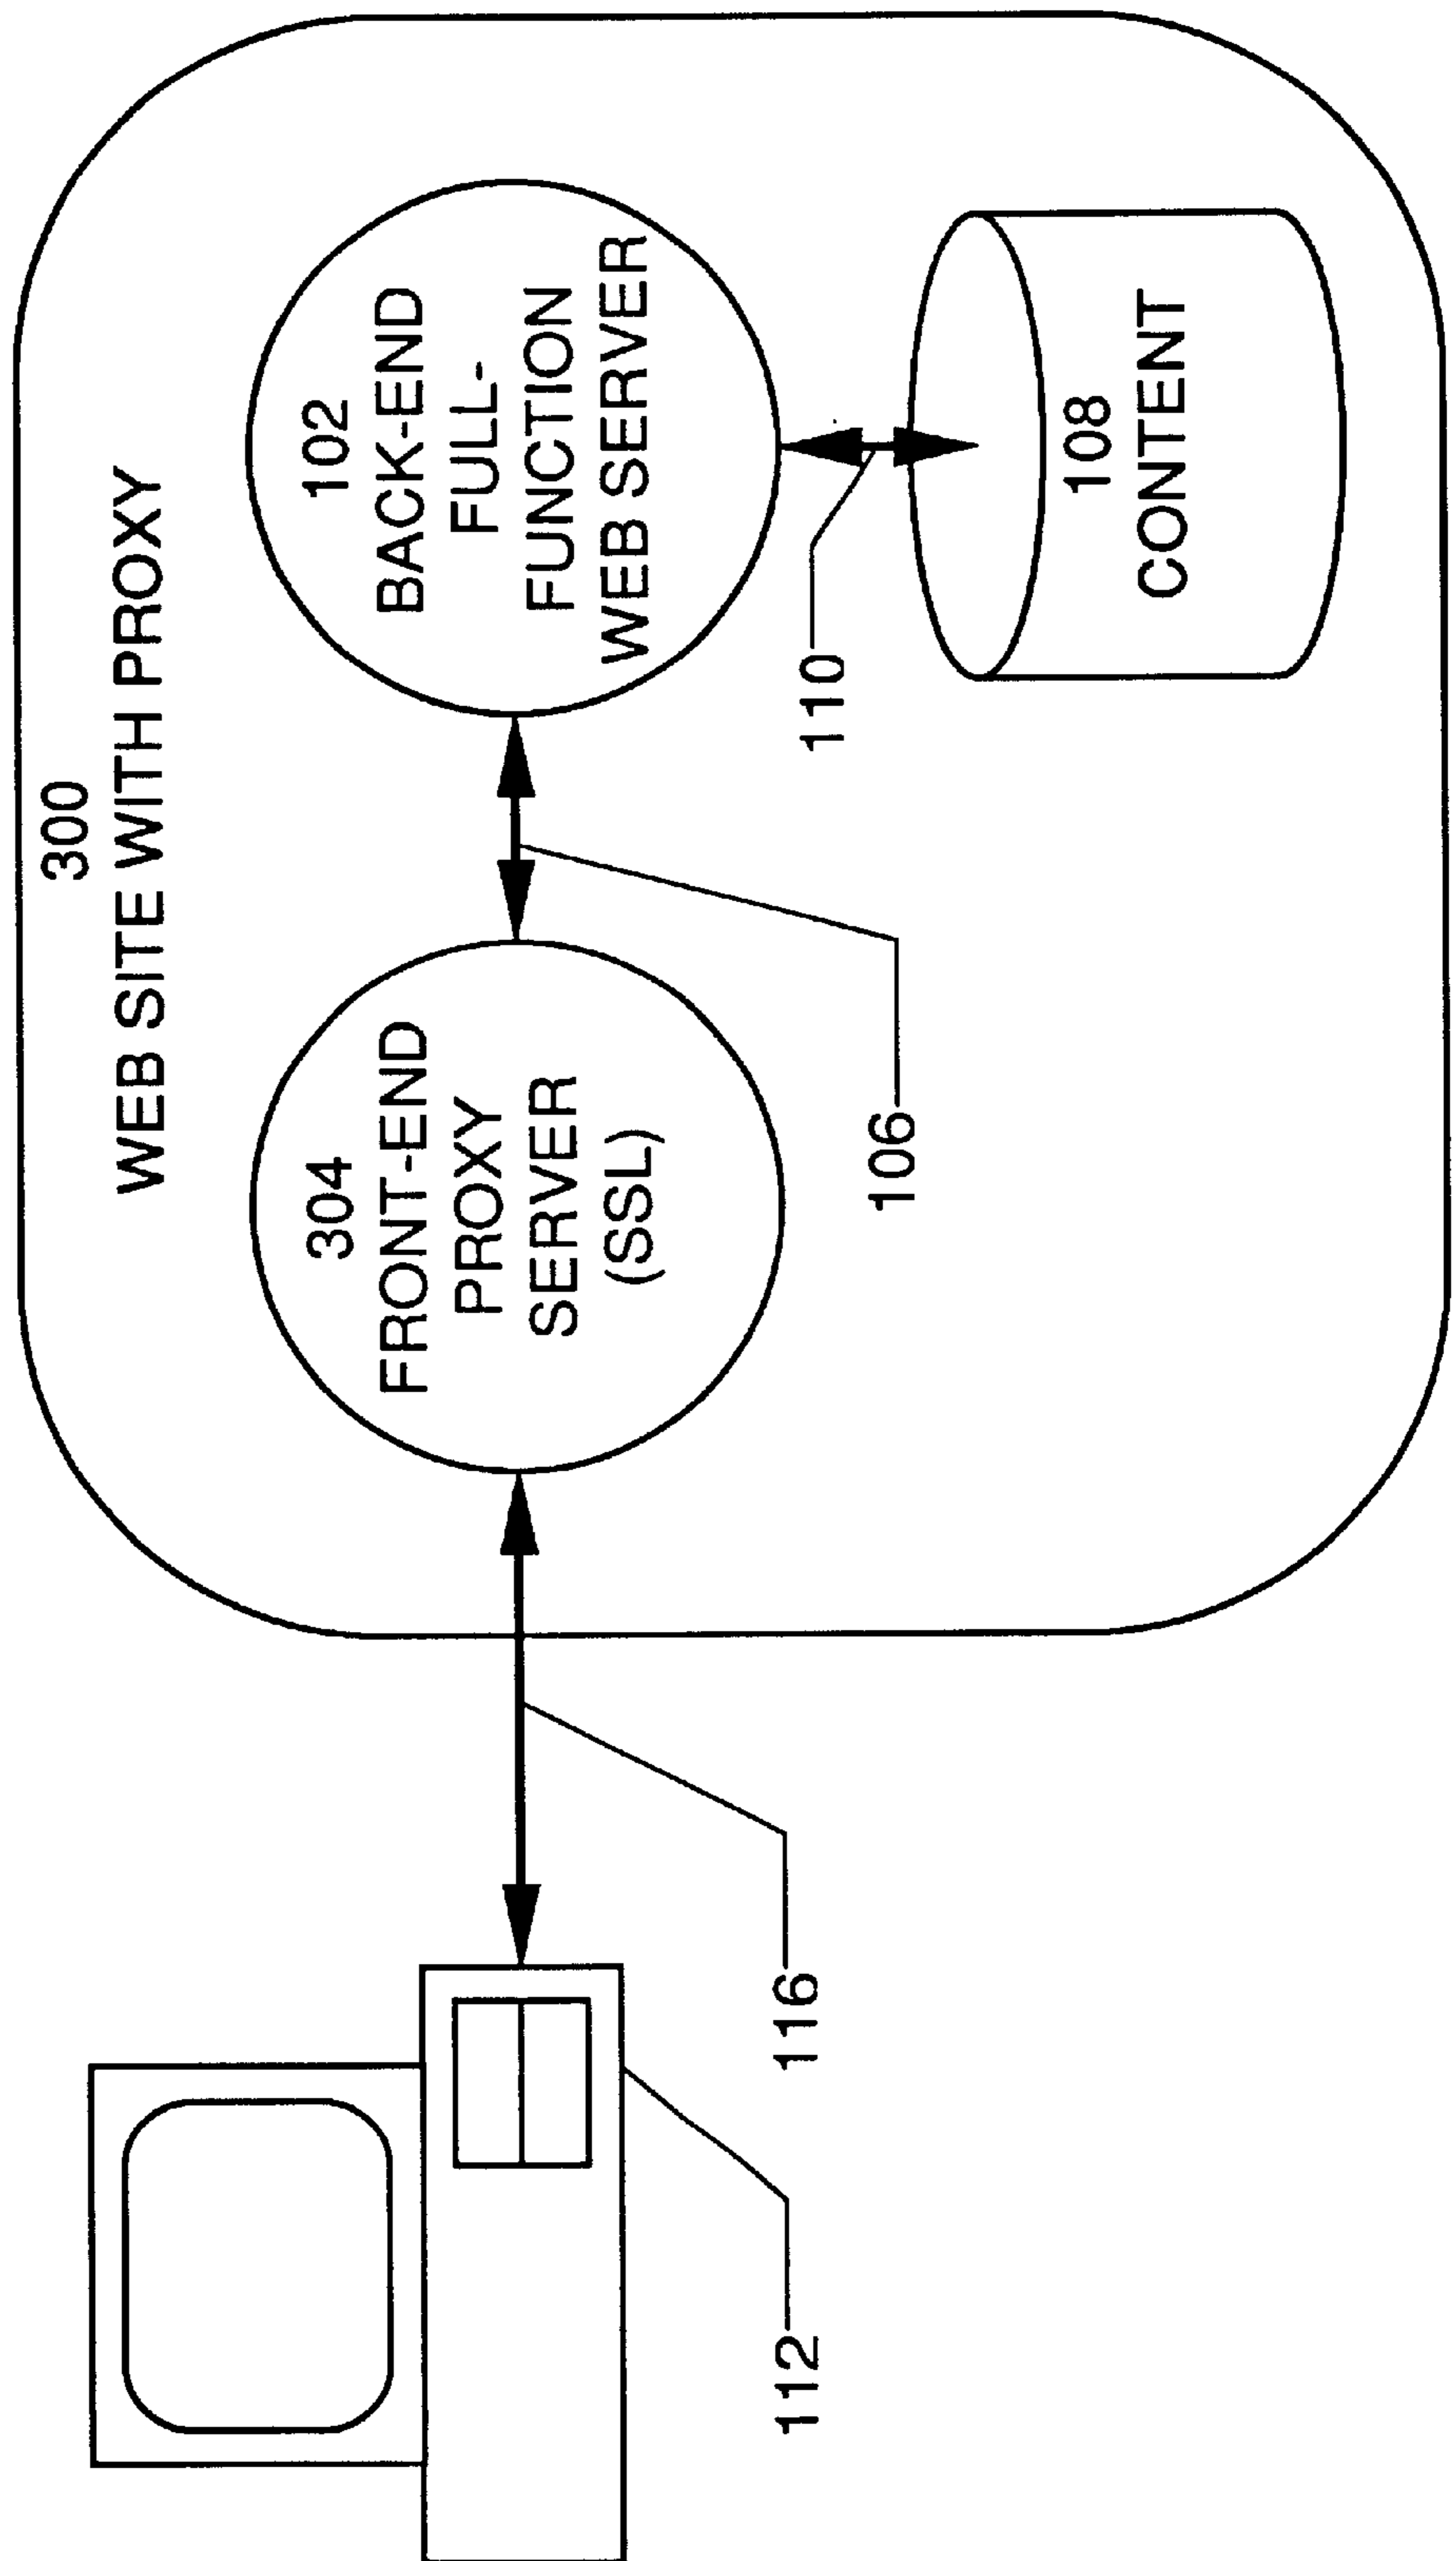 300
WEB SITE WITH PROXY
304
FRONT-END
PROXY
SERVER
(SSL)
102
BACK-END
FULL-
FUNCTION
WEB SERVER
110
106
108
CONTENT
116
112